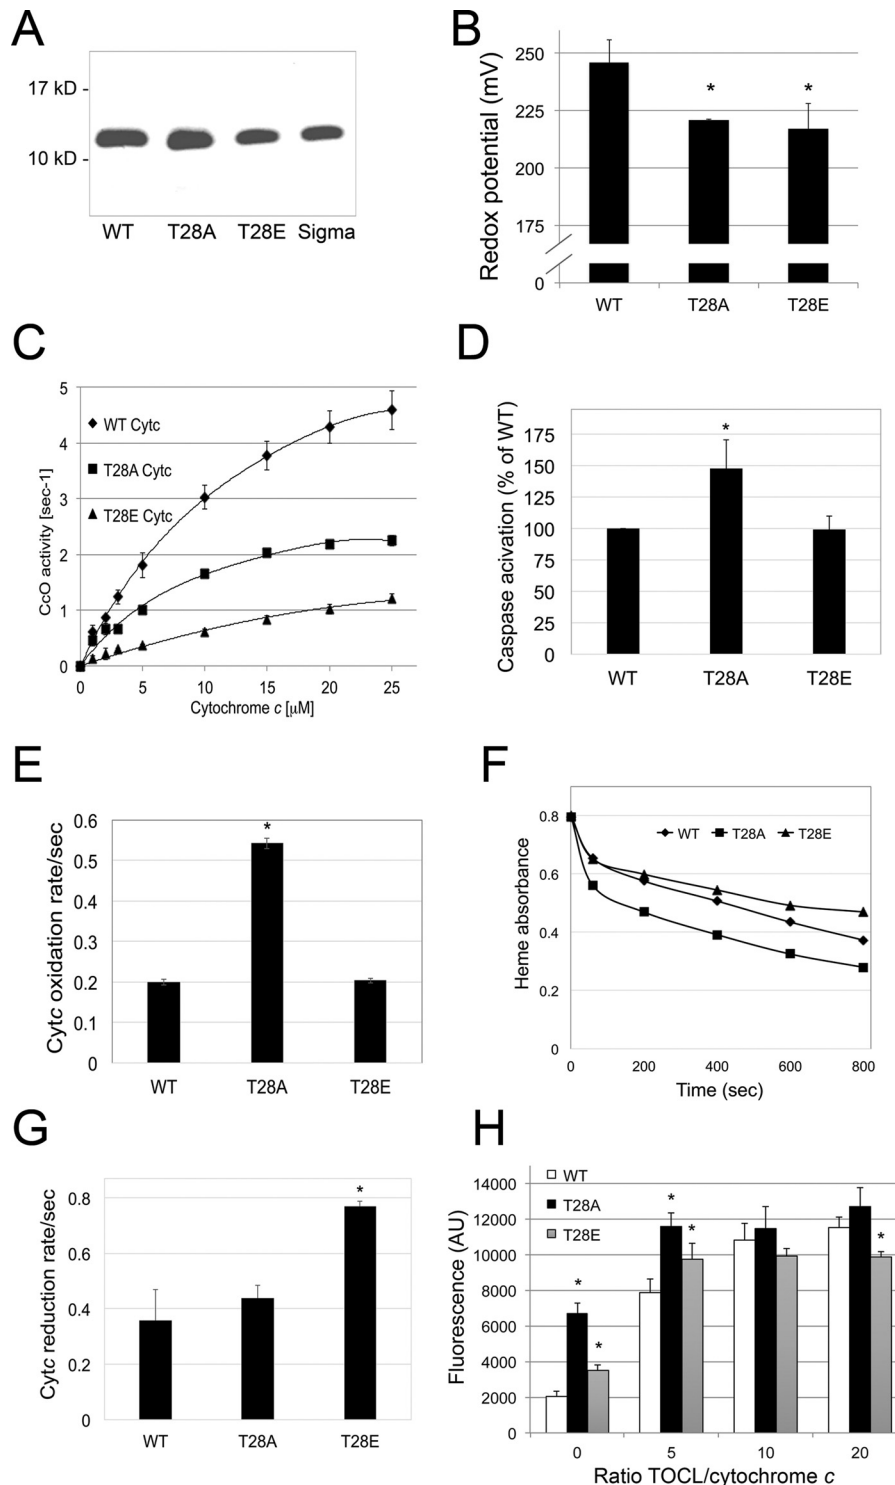 A
17 kD -
10 kD -
WT T28A T28E Sigma
B
Redox potential (mV)
250
225
200
175
0
*
*
WT T28A T28E
C
CcO activity [sec-1]
5
4
3
2
1
0
WT Cytc
T28A Cytc
T28E Cytc
0 5 10 15 20 25
Cytochrome c [μM]
D
Caspase acivation (% of WT)
175
150
125
100
75
50
25
0
*
WT T28A T28E
E
Cytc oxidation rate/sec
0.6
0.5
0.4
0.3
0.2
0.1
0
*
WT T28A T28E
F
Heme absorbance
0.8
0.6
0.4
0.2
0
WT T28A T28E
0 200 400 600 800
Time (sec)
G
Cytc reduction rate/sec
0.8
0.6
0.4
0.2
0
*
WT T28A T28E
H
Fluorescence (AU)
14000
12000
10000
8000
6000
4000
2000
0
WT
T28A
T28E
*
*
*
*
*
0 5 10 20
Ratio TOCL/cytochrome c